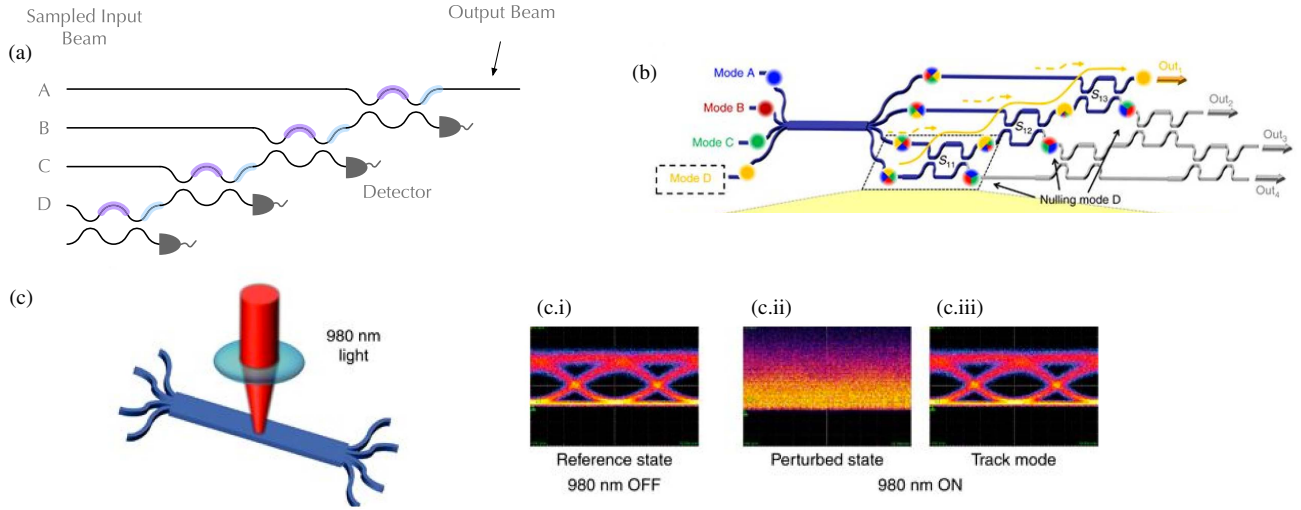 Sampled Input
Beam
Output Beam
(a)
A
B
C
D
Detector
(b)
Mode A
Mode B
Mode C
Mode D
S11
S12
S13
Out1
Out2
Out3
Out4
Nulling mode D
(c)
980 nm
light
(c.i)
(c.ii)
(c.iii)
Reference state
Perturbed state
Track mode
980 nm OFF
980 nm ON